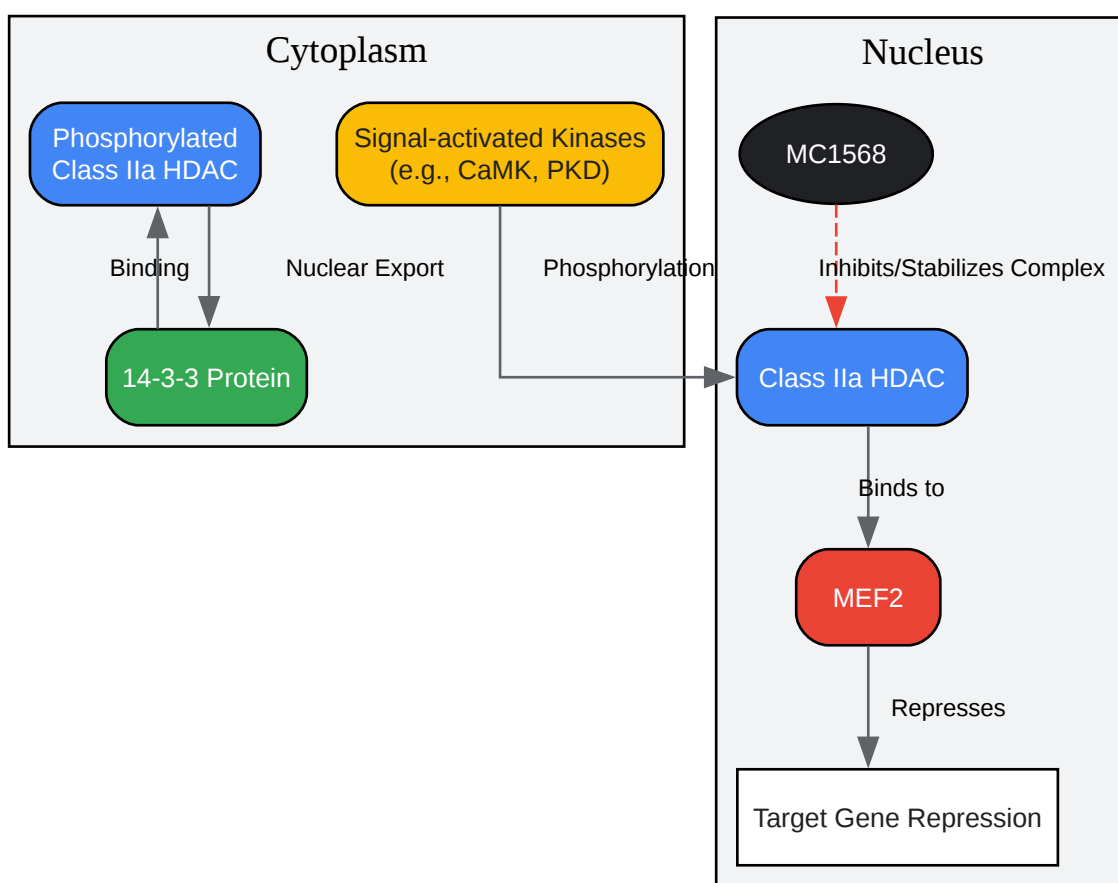 Cytoplasm
Nucleus
Phosphorylated
Class IIa HDAC
Signal-activated Kinases
(e.g., CaMK, PKD)
MC1568
Binding
Nuclear Export
Phosphorylation
Inhibits/Stabilizes Complex
14-3-3 Protein
Class IIa HDAC
Binds to
MEF2
Represses
Target Gene Repression